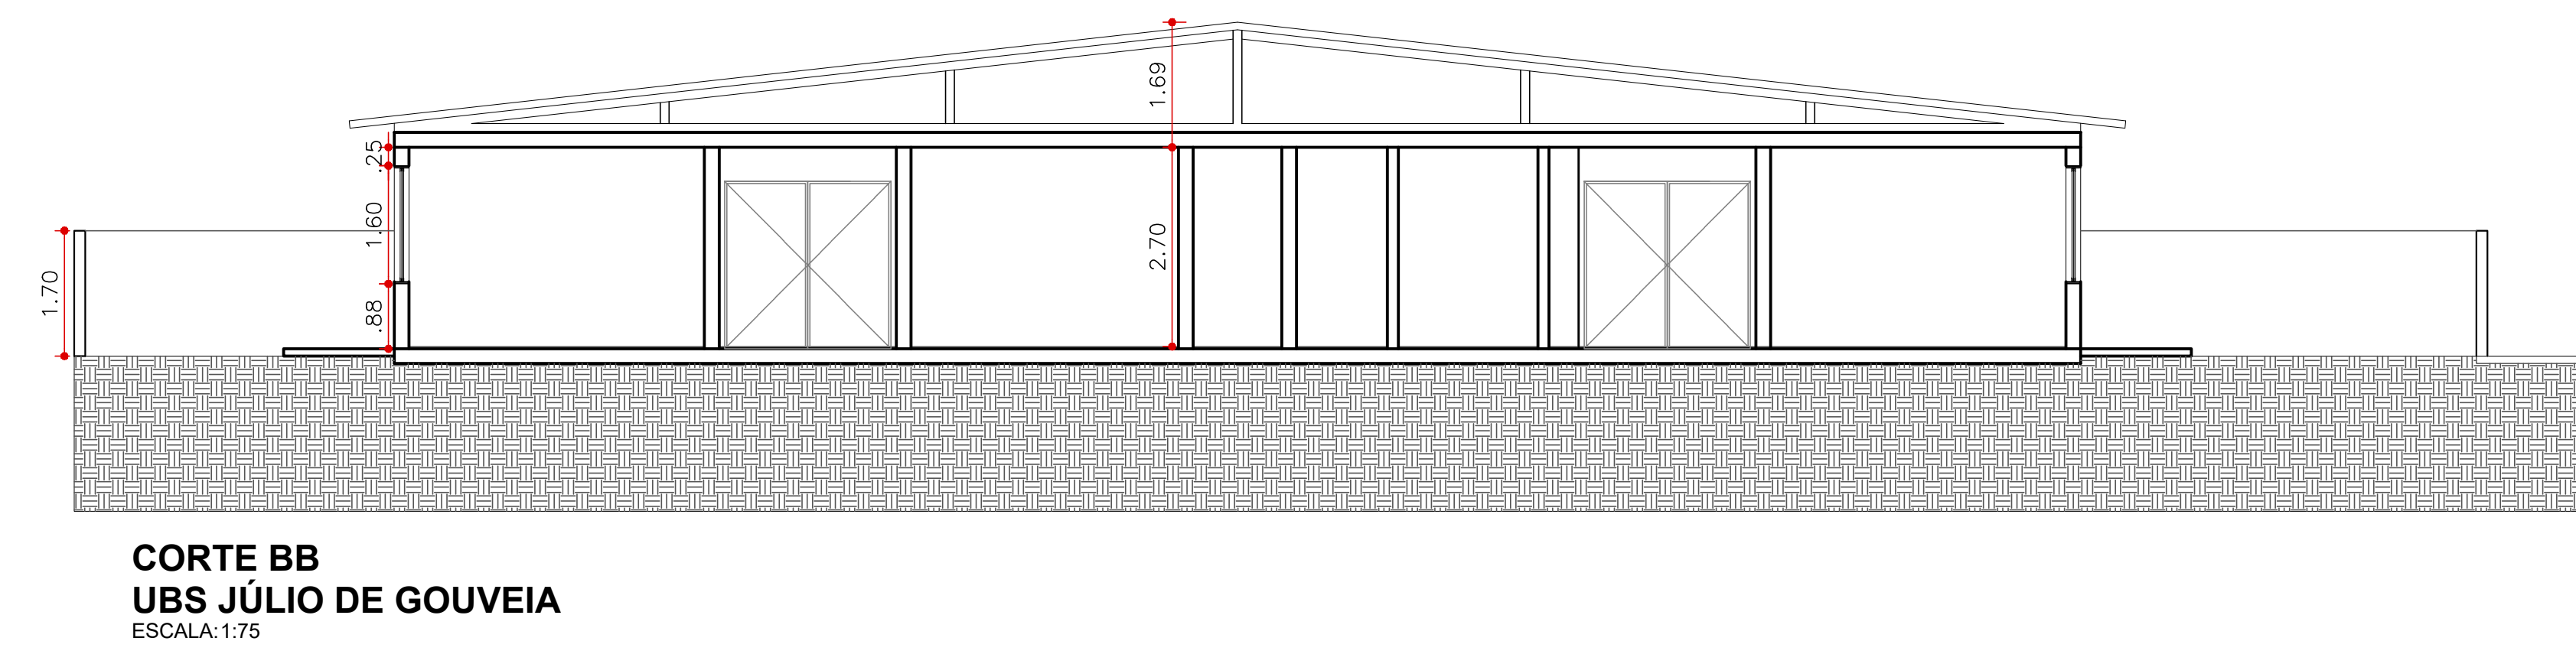 1.69
.25
1.60
2.70
1.70
.88
CORTE BB
UBS JÚLIO DE GOUVEIA
ESCALA: 1:75